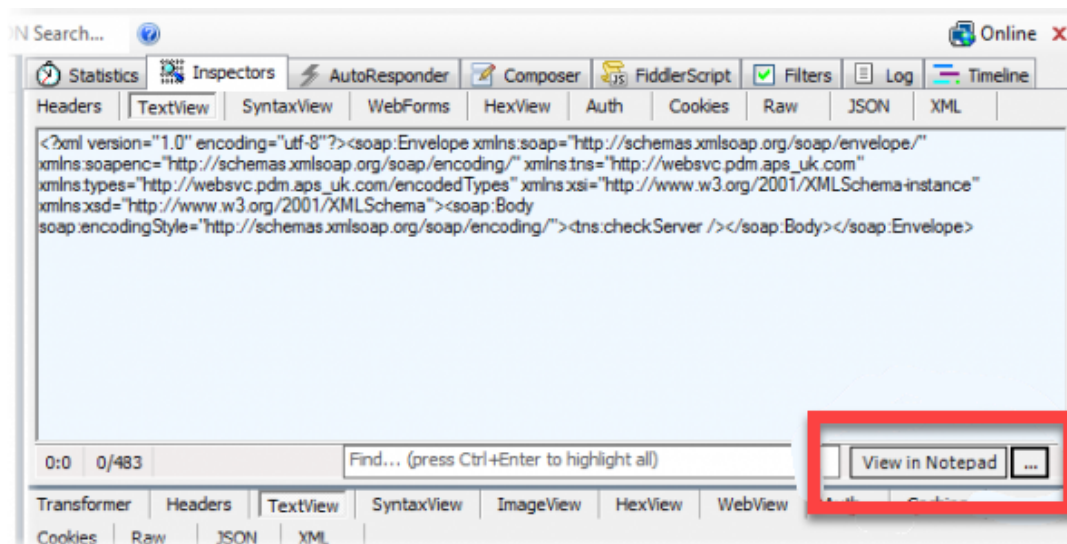 N Search... Online X
Statistics Inspectors AutoResponder Composer FiddlerScript Filters Log Timeline
Headers TextView SyntaxView WebForms HexView Auth Cookies Raw JSON XML
<?xml version="1.0" encoding="utf-8"?><soap:Envelope xmlns:soap="http://schemas.xmlsoap.org/soap/envelope/"
xmlns:soapenc="http://schemas.xmlsoap.org/soap/encoding/" xmlns:tns="http://websvc.pdm.aps_uk.com"
xmlns:types="http://websvc.pdm.aps_uk.com/encodedTypes" xmlns:xsi="http://www.w3.org/2001/XMLSchema-instance"
xmlns:xsd="http://www.w3.org/2001/XMLSchema"><soap:Body
soap:encodingStyle="http://schemas.xmlsoap.org/soap/encoding/"><tns:checkServer /></soap:Body></soap:Envelope>
0:0 0/483 Find... (press Ctrl+Enter to highlight all) View in Notepad ...
Transformer Headers TextView SyntaxView ImageView HexView WebView
Cookies Raw JSON XML